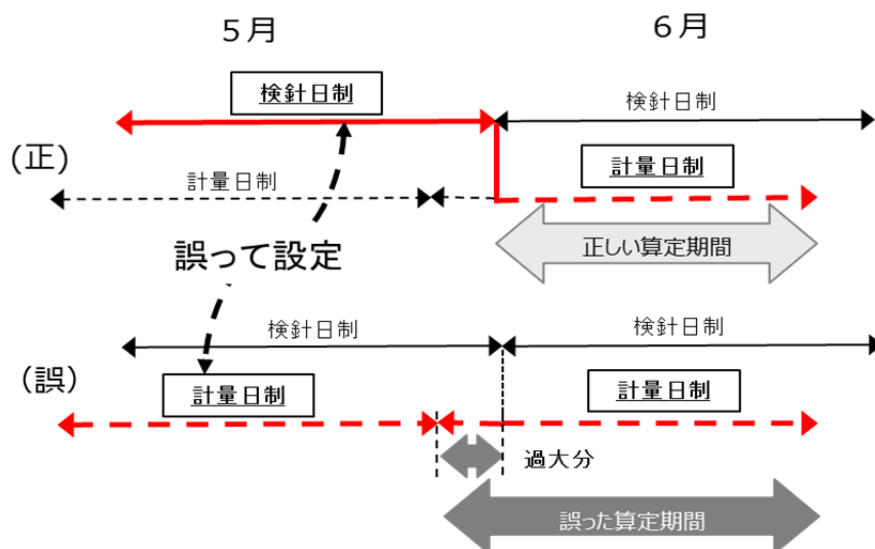 5月
6月
検針日制
検針日制
(正)
計量日制
計量日制
正しい算定期間
誤って設定
検針日制
検針日制
(誤)
計量日制
計量日制
過大分
誤った算定期間